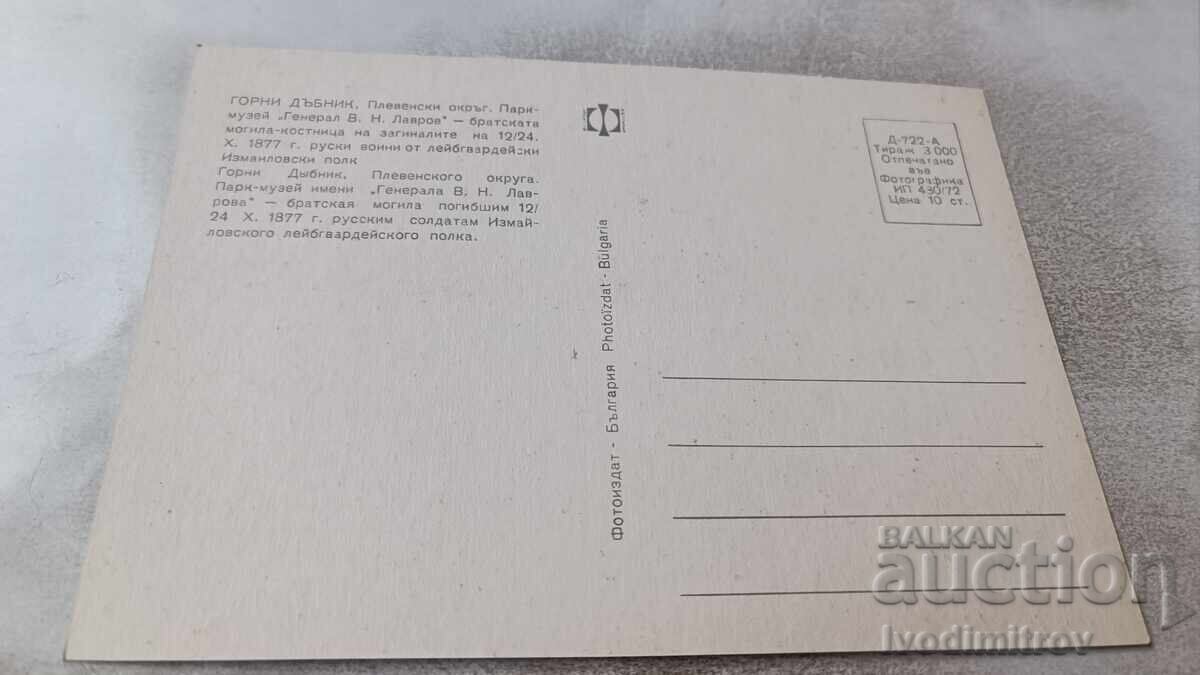 ГОРНИ ДЪБНИК, Плевенски окръг. Парк-
музей „Генерал В. Н. Лавров" — братската
могила-костница на загиналите на 12/24.
X. 1877 г. руски воини от лейбгвардейски
Измаиловски полк
Горни Дыбник, Плевенского округа.
Парк-музей имени „Генерала В. Н. Лав-
рова" — братская могила погибшим 12/
24 X. 1877 г. русским солдатам Измай-
ловского лейбгвардейского полка.
Фотоиздат - България Photoïzdat - Bulgaria
Д-722-А
Тираж 3 000
Отпечатано
във
Фотографика
ИП 430/72
Цена 10 ст.
BALKAN
auction
Ivodimitrov